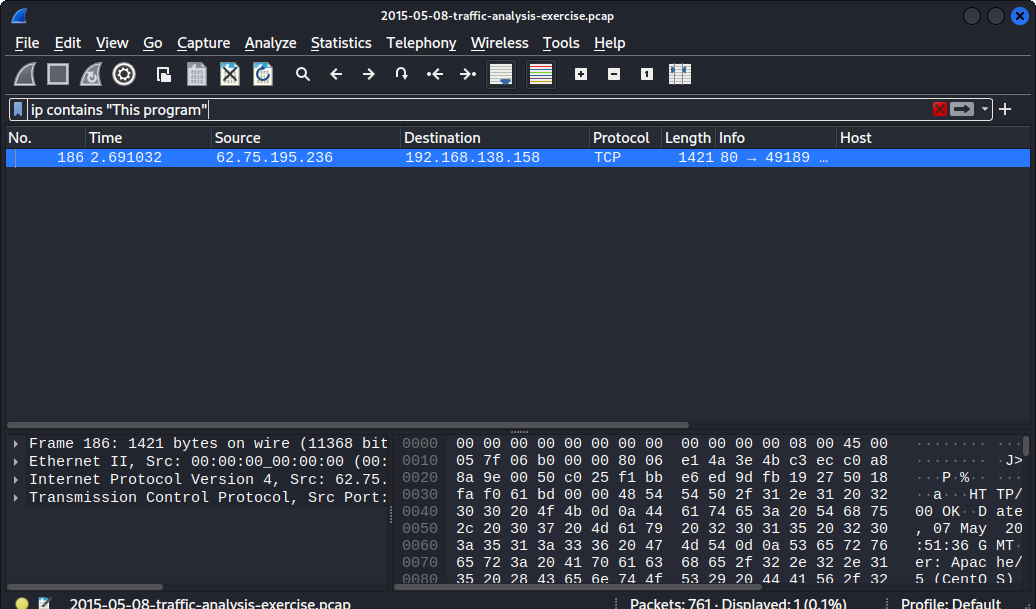 2015-05-08-traffic-analysis-exercise.pcap
File Edit View Go Capture Analyze Statistics Telephony Wireless Tools Help
ip contains "This program"
No. Time Source Destination Protocol Length Info Host
186 2.691032 62.75.195.236 192.168.138.158 TCP 1421 80 → 49189 …
Frame 186: 1421 bytes on wire (11368 bit
Ethernet II, Src: 00:00:00_00:00:00 (00:
Internet Protocol Version 4, Src: 62.75.
Transmission Control Protocol, Src Port:
0000 00 00 00 00 00 00 00 00 00 00 00 00 08 00 45 00 ········ ···
0010 05 7f 06 b0 00 00 80 06 e1 4a 3e 4b c3 ec c0 a8 ········ ·J>
0020 8a 9e 00 50 c0 25 f1 bb e6 ed 9d fb 19 27 50 18 ···P·%·· ·····
0030 fa f0 61 bd 00 00 48 54 54 50 2f 31 2e 31 20 32 ··a···HT TP/
0040 30 30 20 4f 4b 0d 0a 44 61 74 65 3a 20 54 68 75 00 OK··D ate
0050 2c 20 30 37 20 4d 61 79 20 32 30 31 35 20 32 30 , 07 May 20
0060 3a 35 31 3a 33 36 20 47 4d 54 0d 0a 53 65 72 76 :51:36 G MT·
0070 65 72 3a 20 41 70 61 63 68 65 2f 32 2e 32 2e 31 er: Apac he/
0080 35 20 28 43 65 6e 74 4f 53 29 20 44 41 56 2f 32 5 (CentO S)
2015-05-08-traffic-analysis-exercise.pcap Packets: 761 · Displayed: 1 (0.1%) Profile: Default